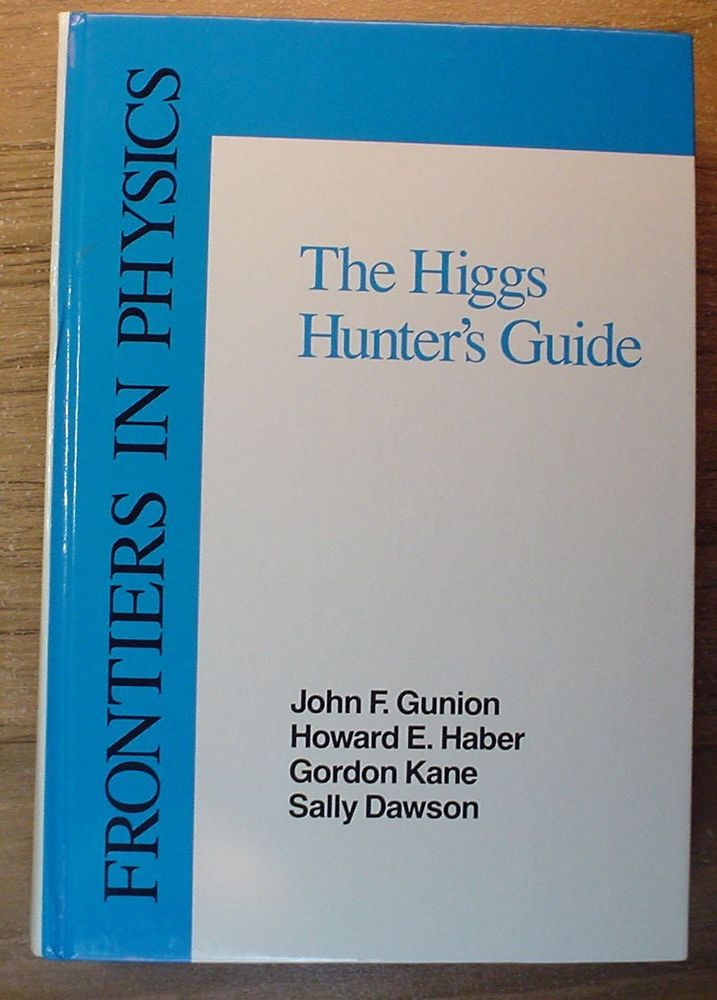 FRONTIERS IN PHYSICS
The Higgs
Hunter's Guide
John F. Gunion
Howard E. Haber
Gordon Kane
Sally Dawson